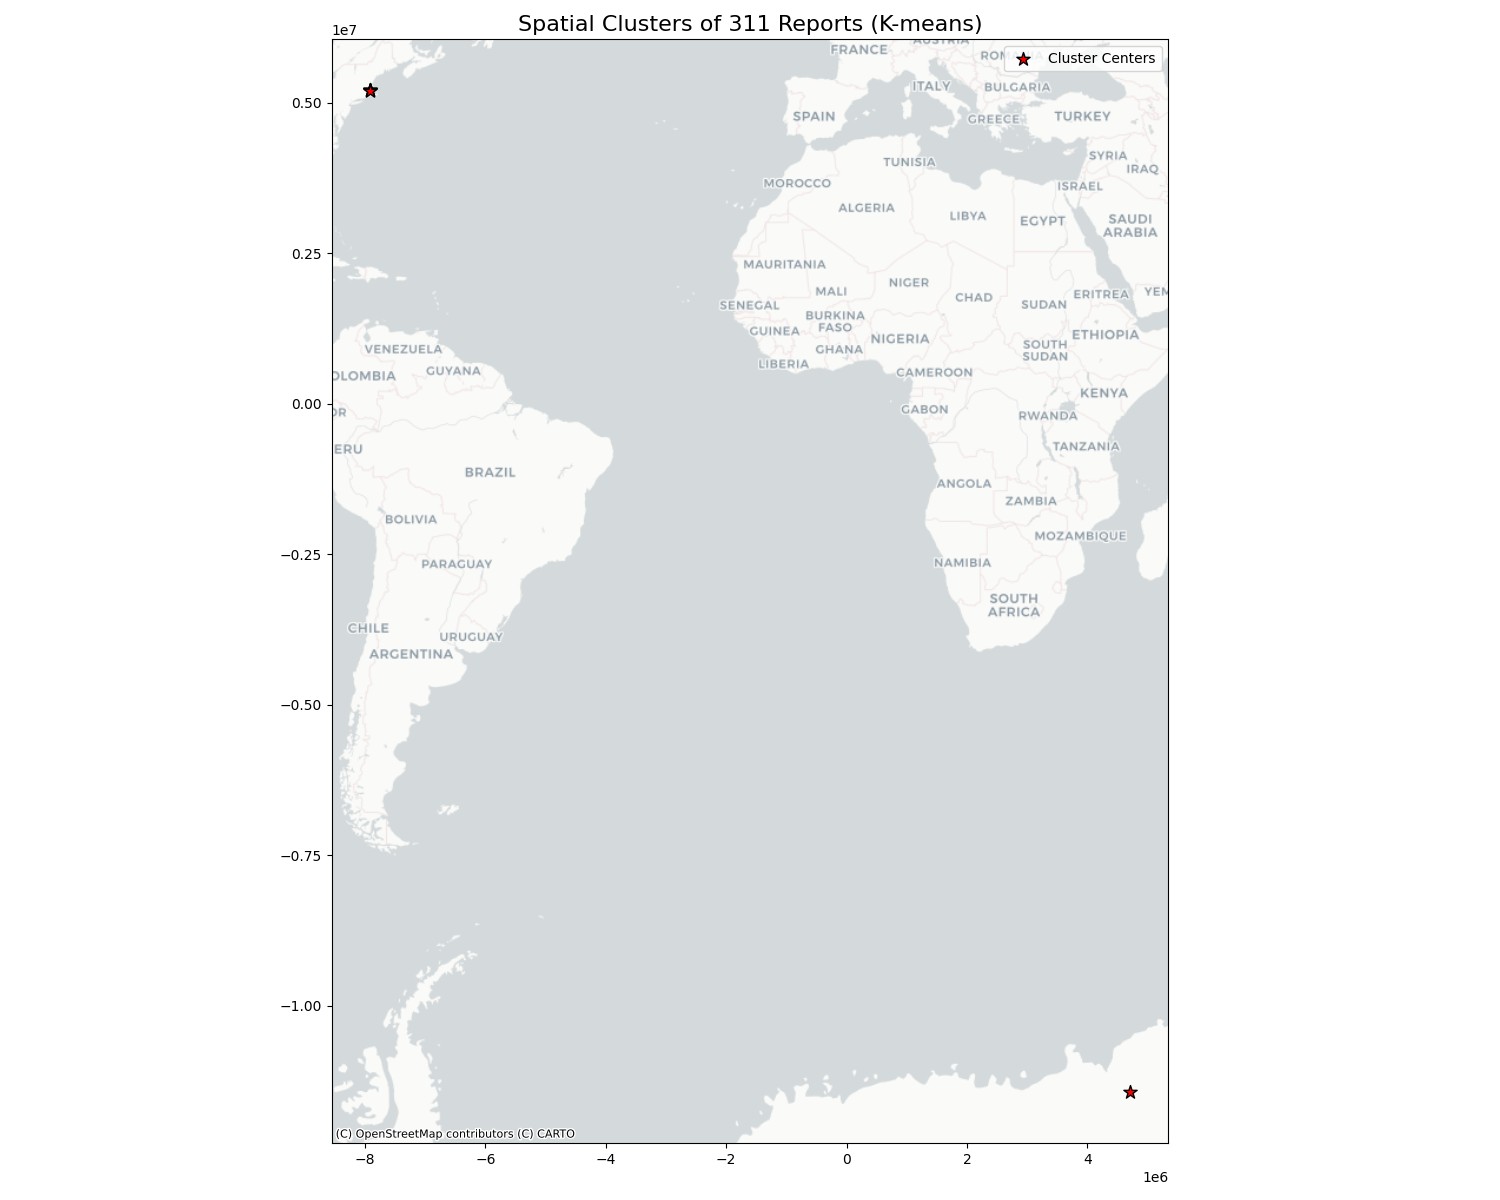 Spatial Clusters of 311 Reports (K-means)
1e7
Cluster Centers
FRANCE
AUSTRIA
ITALY
BULGARIA
SPAIN
GREECE
TURKEY
TUNISIA
SYRIA
IRAQ
MOROCCO
ISRAEL
ALGERIA
LIBYA
EGYPT
SAUDI
ARABIA
MAURITANIA
MALI
NIGER
CHAD
SUDAN
ERITREA
YEM
SENEGAL
GUINEA
BURKINA
FASO
NIGERIA
ETHIOPIA
GHANA
SOUTH
SUDAN
LIBERIA
CAMEROON
VENEZUELA
OLOMBIA
GUYANA
KENYA
GABON
RWANDA
OR
ERU
TANZANIA
BRAZIL
ANGOLA
ZAMBIA
BOLIVIA
MOZAMBIQUE
PARAGUAY
NAMIBIA
SOUTH
AFRICA
CHILE
URUGUAY
ARGENTINA
0.50
0.25
0.00
−0.25
−0.50
−0.75
−1.00
(C) OpenStreetMap contributors (C) CARTO
−8
−6
−4
−2
0
2
4
1e6